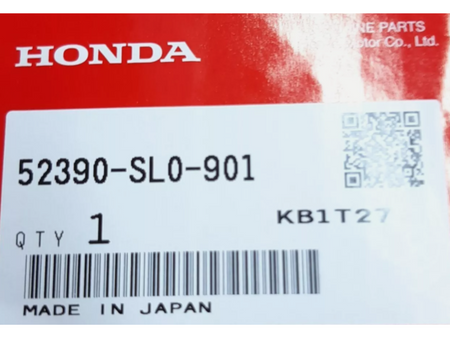 HONDA
NE PARTS
Motor Co., Ltd.
52390-SL0-901
QTY 1
KB1T27
MADE IN JAPAN